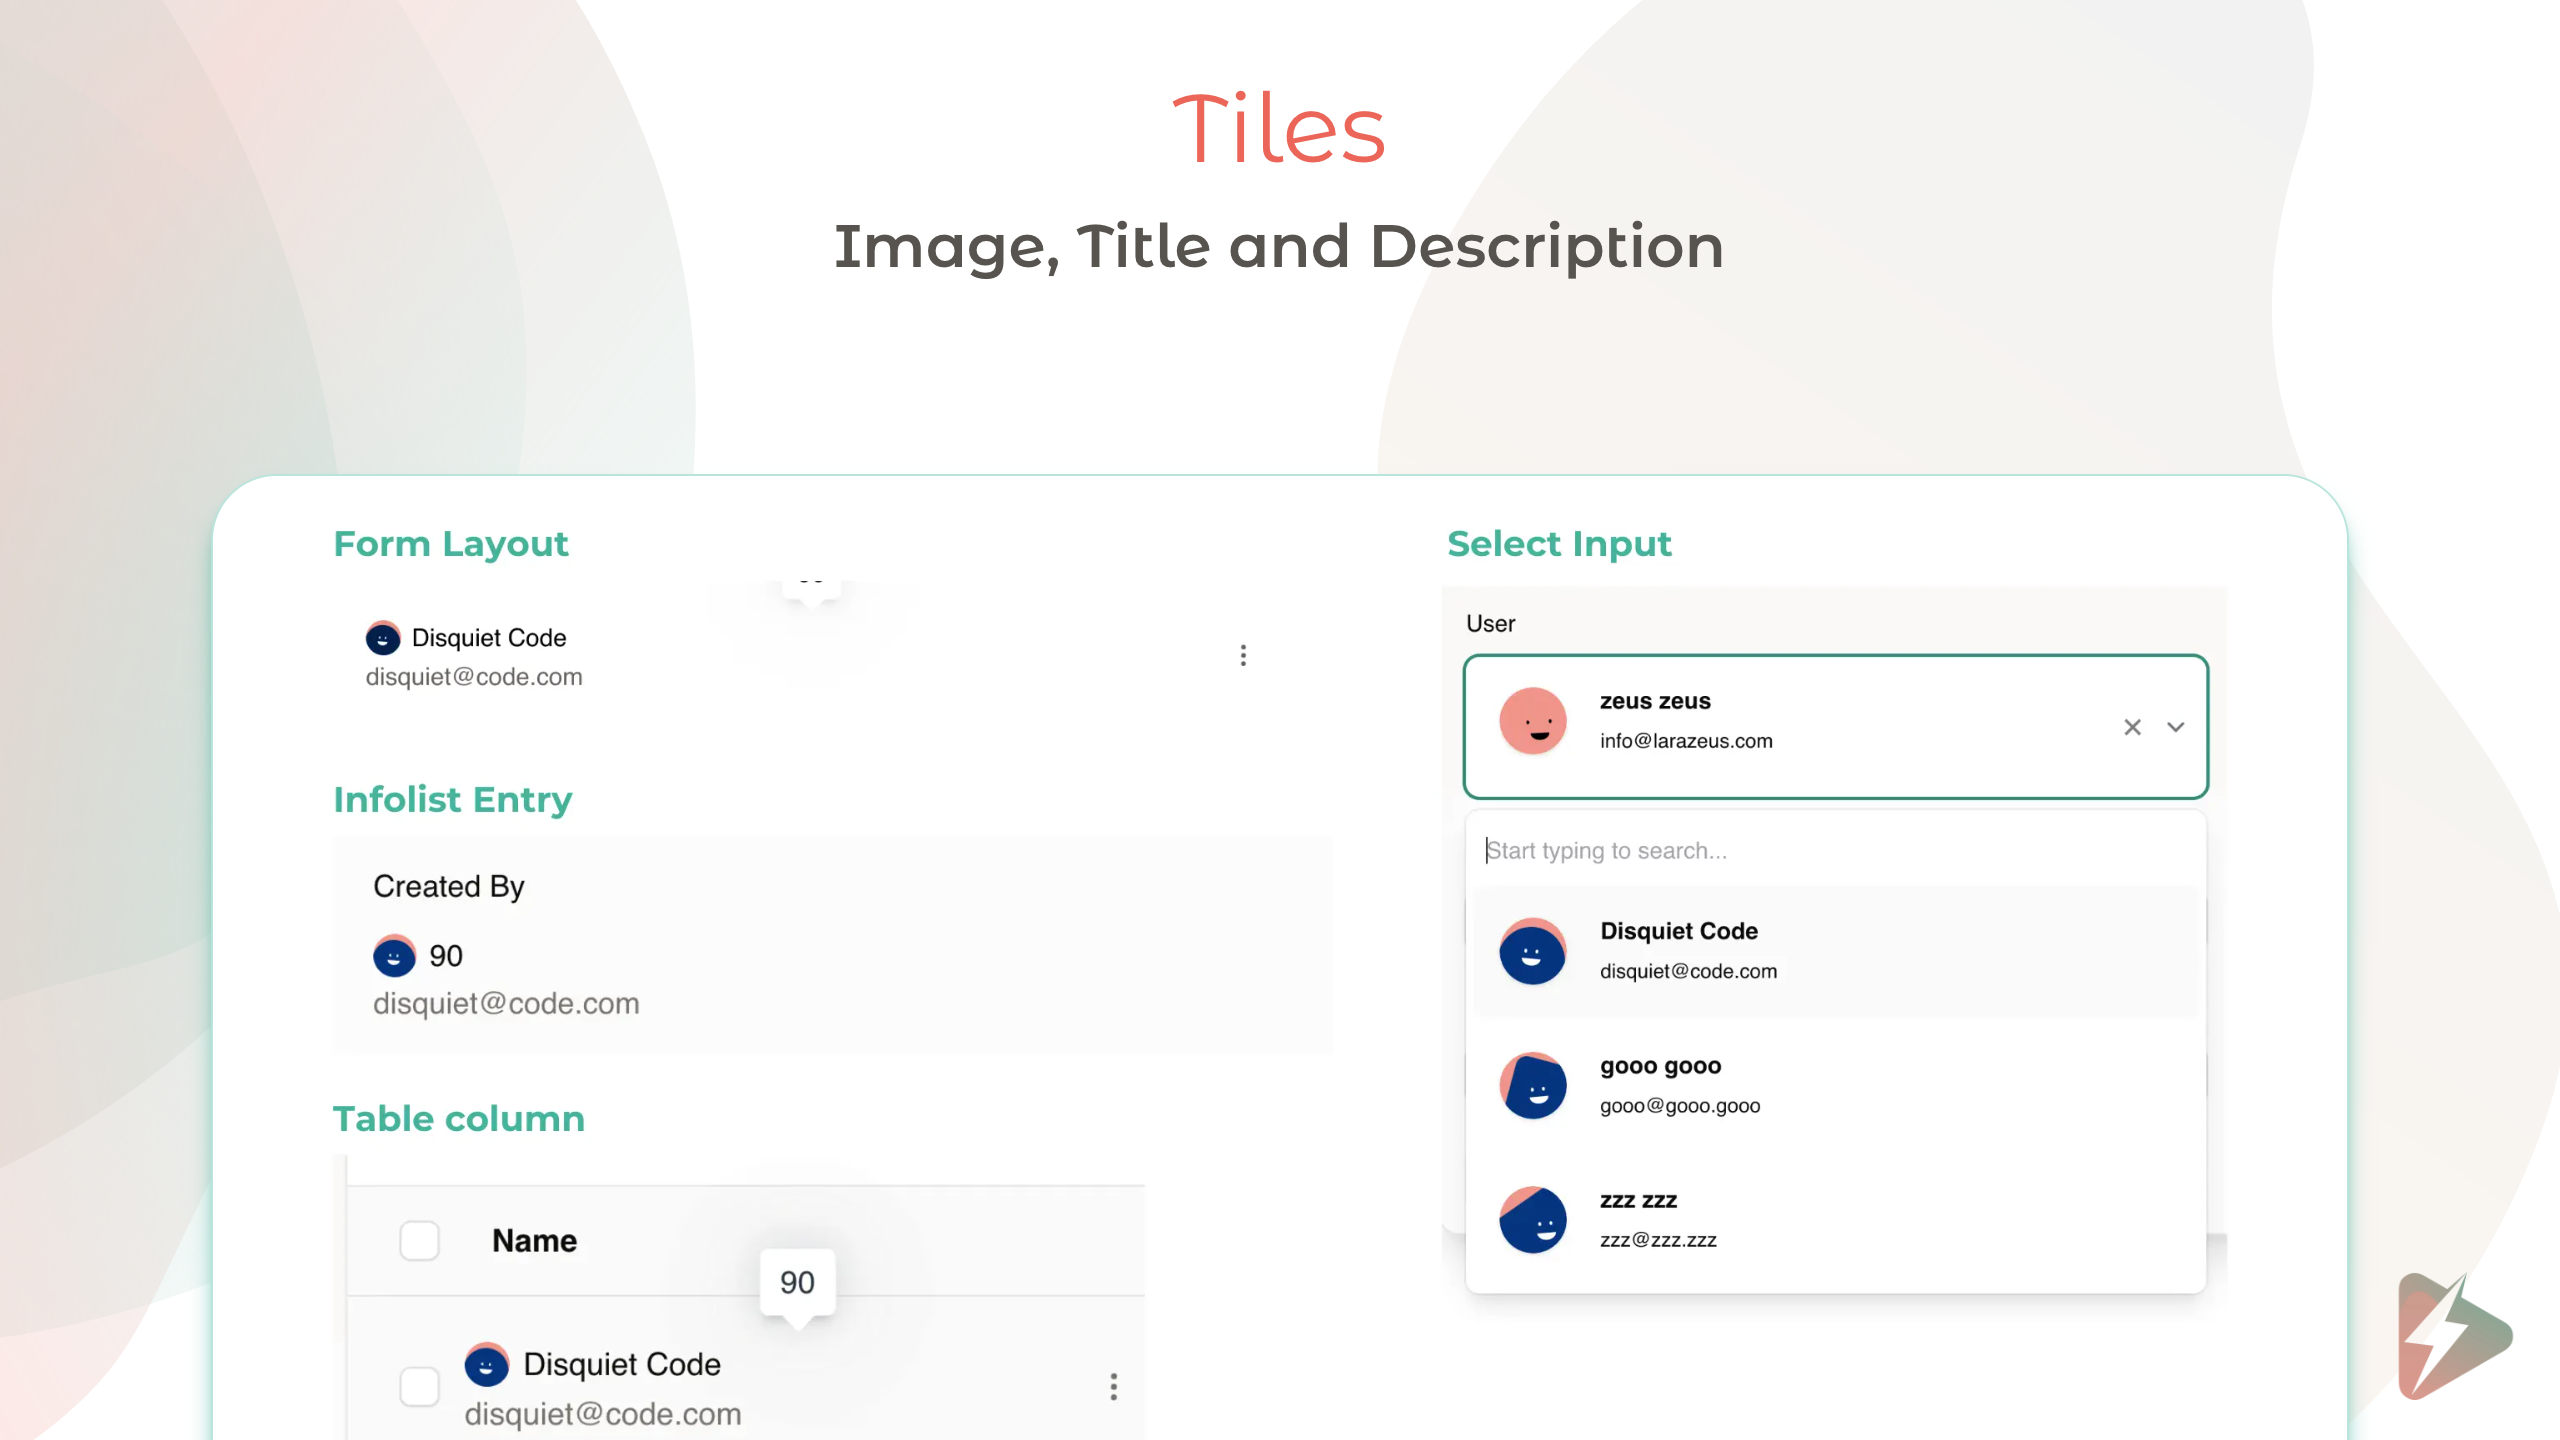 Tiles
Image, Title and Description
Form Layout
Disquiet Code
disquiet@code.com
Infolist Entry
Created By
90
disquiet@code.com
Table column
Name
90
Disquiet Code
disquiet@code.com
Select Input
User
zeus zeus
info@larazeus.com
Start typing to search...
Disquiet Code
disquiet@code.com
gooo gooo
gooo@gooo.gooo
zzz zzz
zzz@zzz.zzz